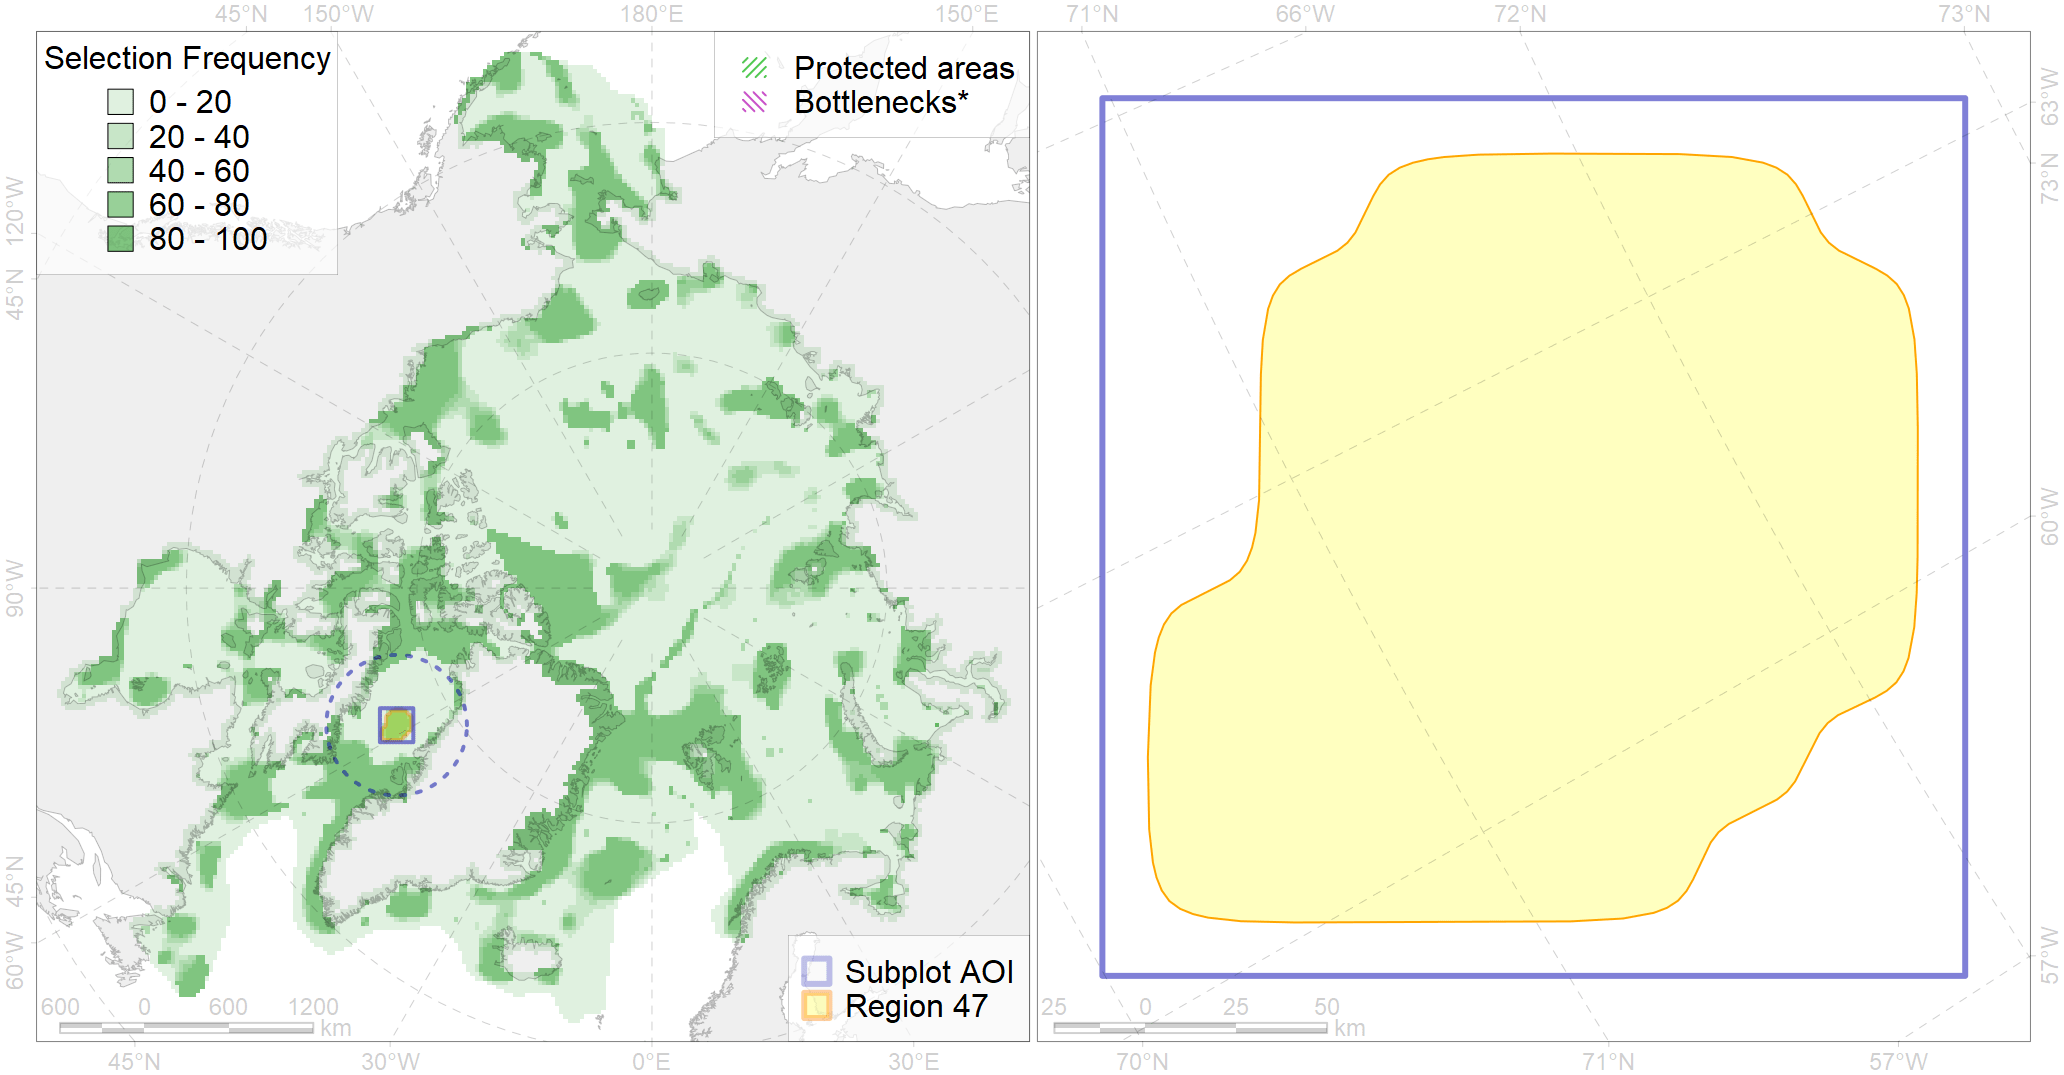 45°N 150°W 180°E 150°E 71°N 66°W 72°N 73°N
Selection Frequency
0 - 20
20 - 40
40 - 60
60 - 80
80 - 100
Protected areas
Bottlenecks*
120°W
45°N
90°W
45°N
60°W
63°W
73°N
60°W
57°W
Subplot AOI
Region 47
600 0 600 1200
km
25 0 25 50
km
45°N 30°W 0°E 30°E 70°N 71°N 57°W